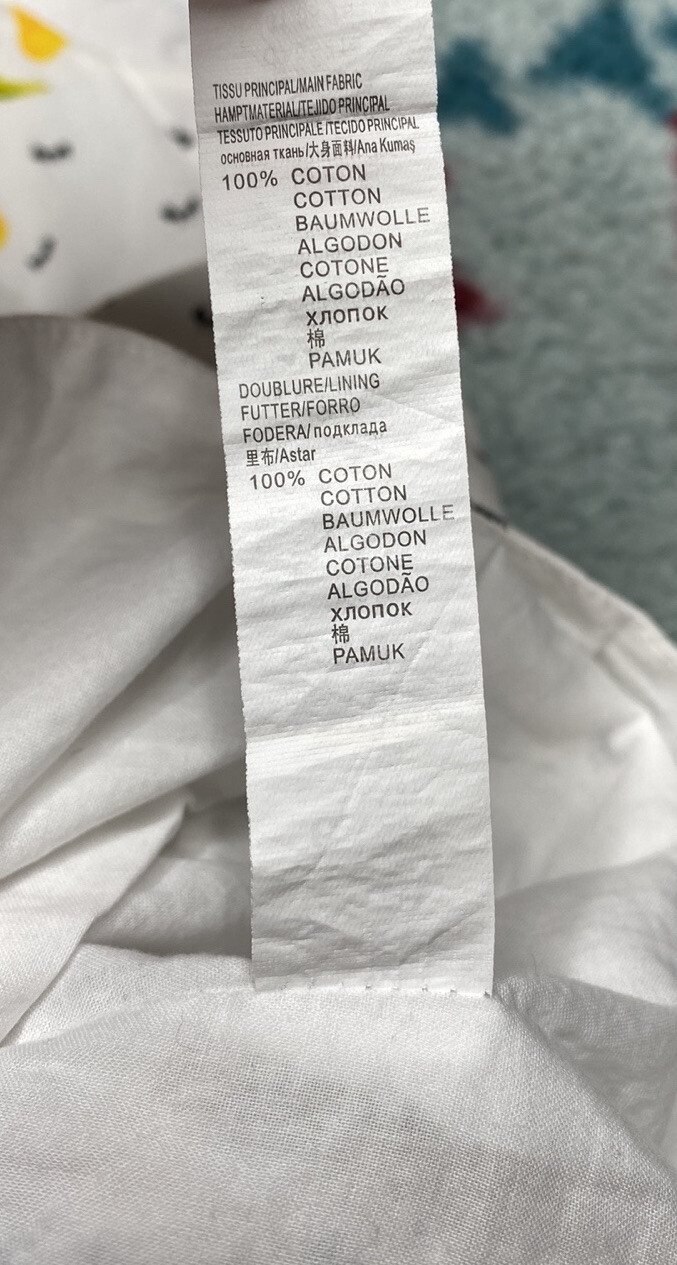 TISSU PRINCIPAL/MAIN FABRIC
HAMPTMATERIAL/TEJIDO PRINCIPAL
TESSUTO PRINCIPALE /TECIDO PRINCIPAL
основная ткань/大身面料/Ana Kumaş
100% COTON
COTTON
BAUMWOLLE
ALGODON
COTONE
ALGODÃO
хлопок
棉
PAMUK
DOUBLURE/LINING
FUTTER/FORRO
FODERA/подклада
里布/Astar
100% COTON
COTTON
BAUMWOLLE
ALGODON
COTONE
ALGODÃO
хлопок
棉
PAMUK